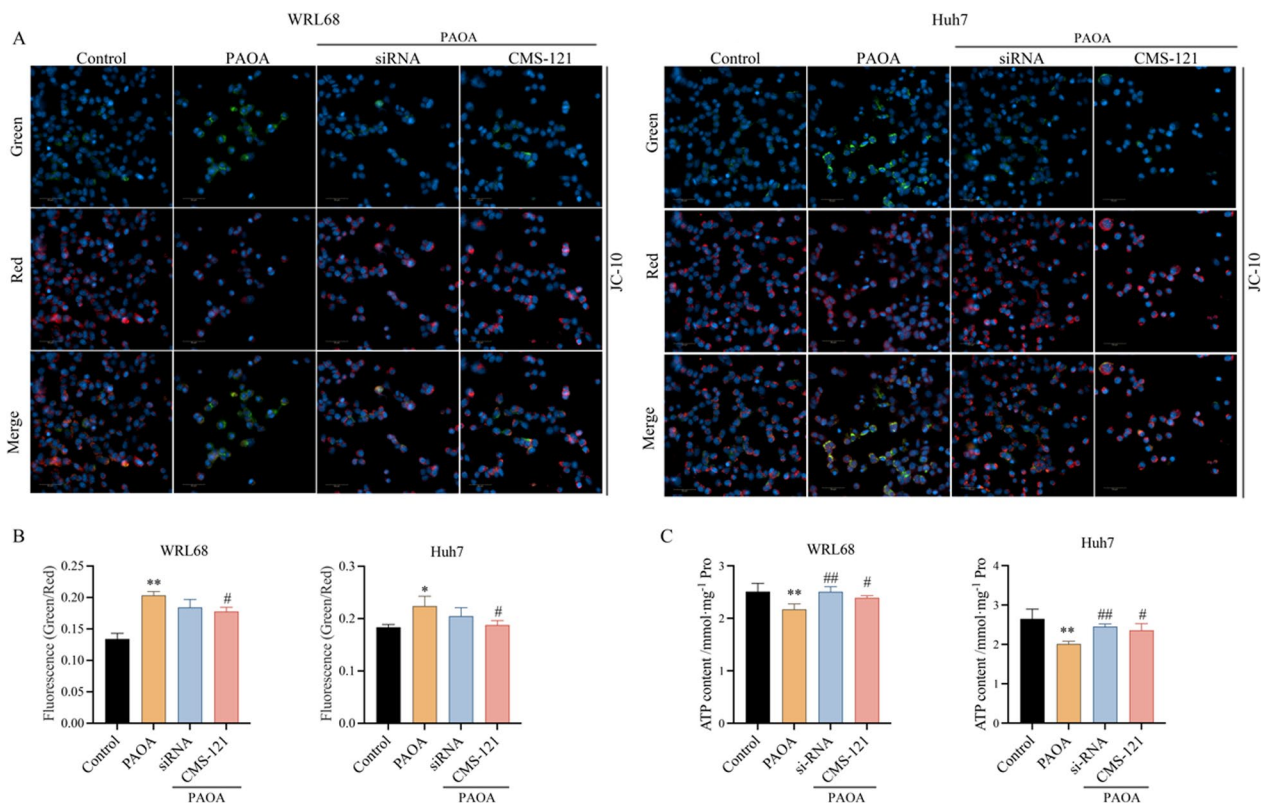 WRL68
Huh7
A
PAOA
PAOA
Control PAOA siRNA CMS-121
Control PAOA siRNA CMS-121
Green
Red
Merge
JC-10
Green
Red
Merge
JC-10
B
WRL68
Fluorescence (Green/Red)
0.25
0.20
0.15
0.10
0.05
0.00
**
#
Control
PAOA
siRNA
CMS-121
PAOA
Huh7
Fluorescence (Green/Red)
0.3
0.2
0.1
0.0
*
#
Control
PAOA
siRNA
CMS-121
PAOA
C
WRL68
ATP content /mmol·mg⁻¹ Pro
3
2
1
0
**
##
#
Control
PAOA
si-RNA
CMS-121
PAOA
Huh7
ATP content /mmol·mg⁻¹ Pro
4
3
2
1
0
**
##
#
Control
PAOA
si-RNA
CMS-121
PAOA